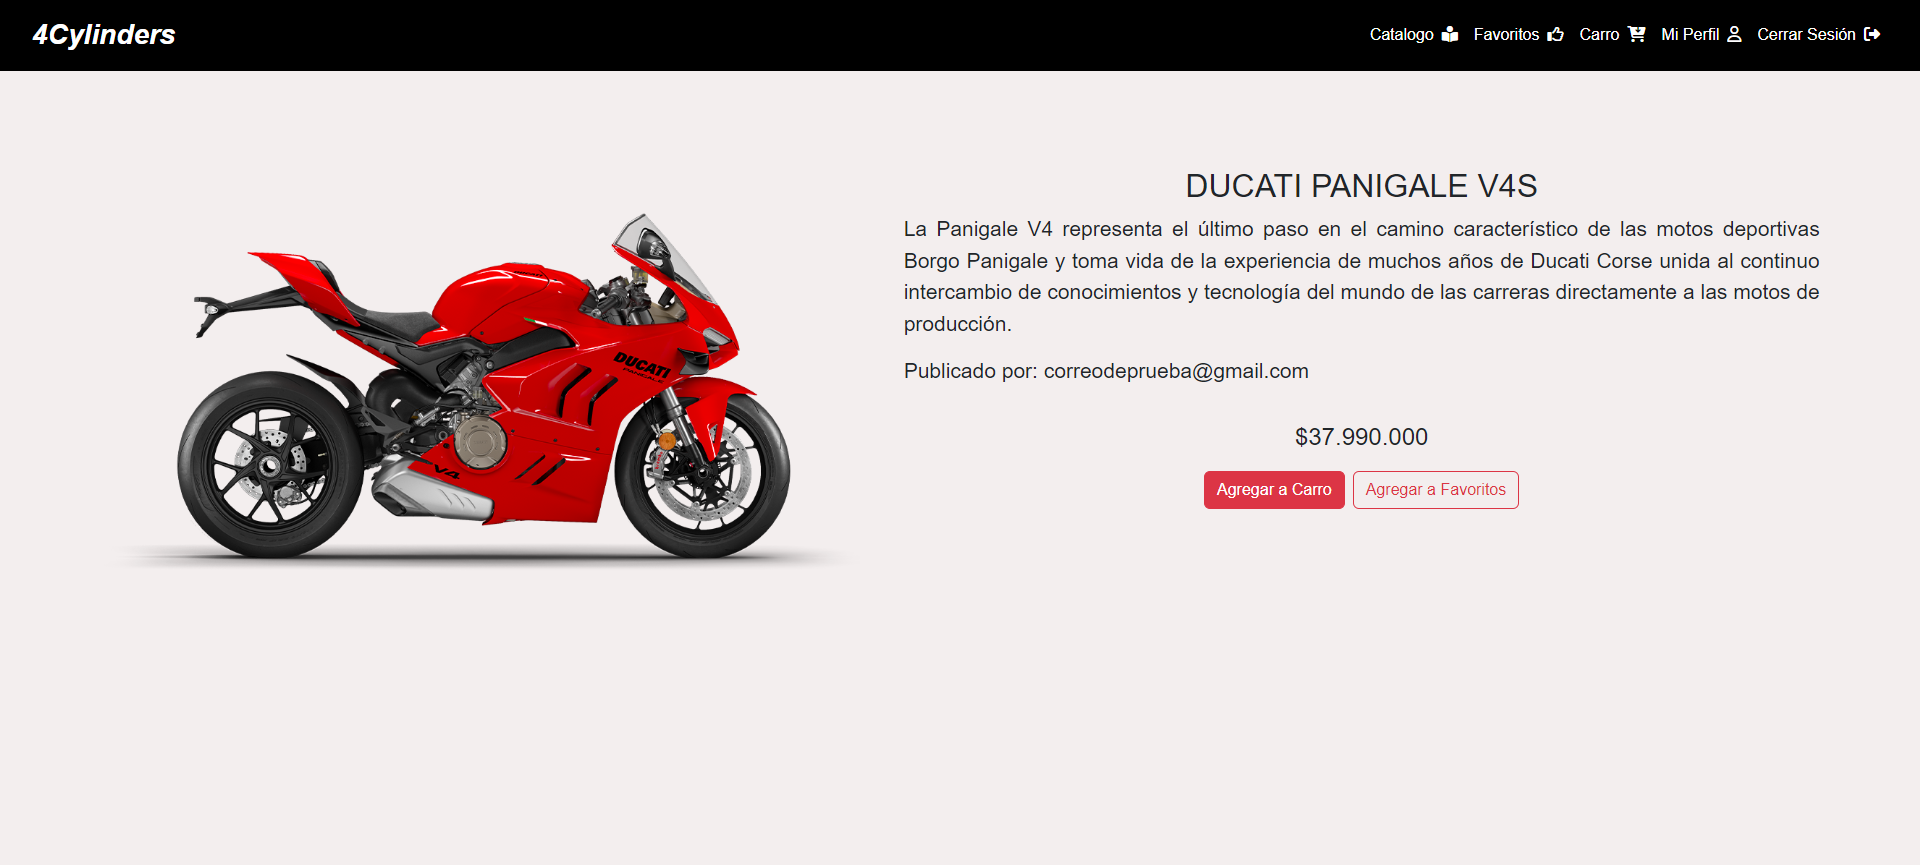 4Cylinders
Catalogo
Favoritos
Carro
Mi Perfil
Cerrar Sesión
DUCATI PANIGALE V4S
La Panigale V4 representa el último paso en el camino característico de las motos deportivas
Borgo Panigale y toma vida de la experiencia de muchos años de Ducati Corse unida al continuo
intercambio de conocimientos y tecnología del mundo de las carreras directamente a las motos de
producción.
Publicado por: correodeprueba@gmail.com
$37.990.000
Agregar a Carro
Agregar a Favoritos
DUCATI
PANIGALE
V4